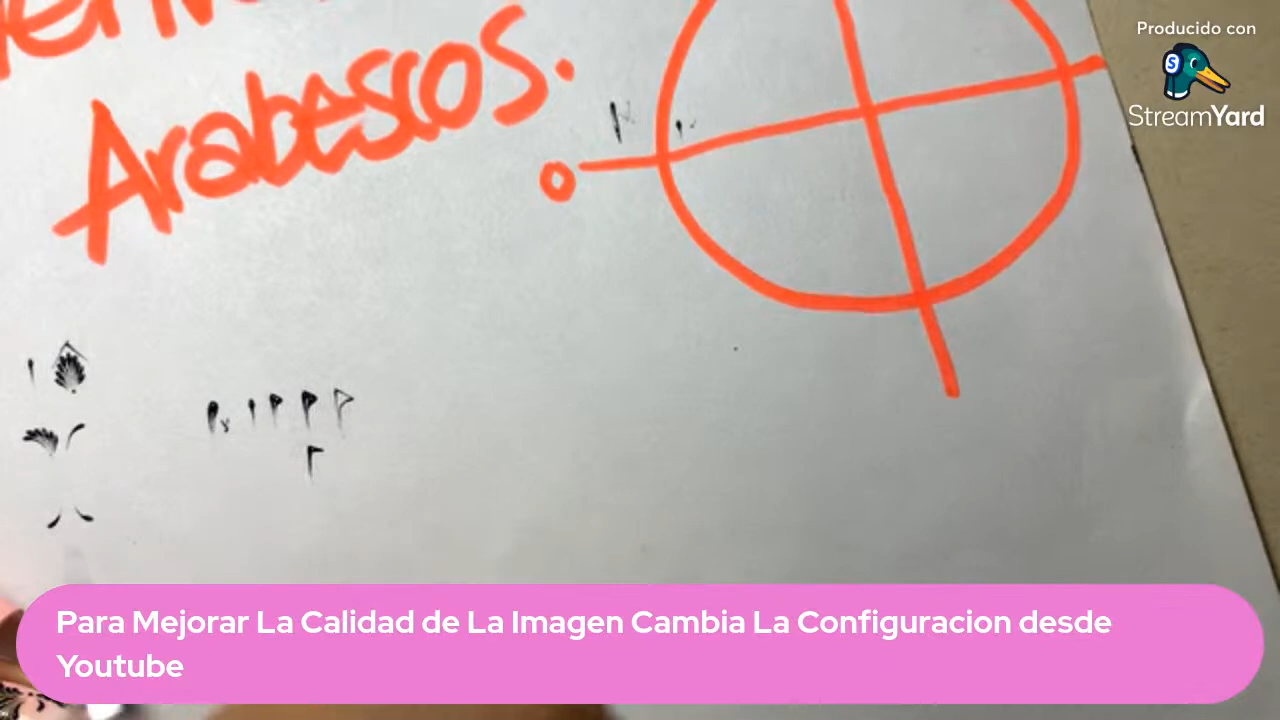 Arabescos.
Producido con
StreamYard
Para Mejorar La Calidad de La Imagen Cambia La Configuracion desde
Youtube